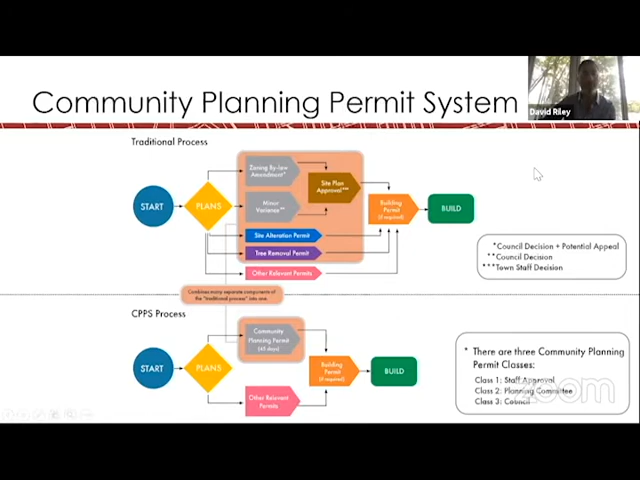 Community Planning Permit System
David Riley
Traditional Process
Zoning By-law
Amendment*
Site Plan
Approval***
Minor
Variance**
START
PLANS
Building
Permit
(if required)
BUILD
Site Alteration Permit
Tree Removal Permit
Other Relevant Permits
*Council Decision + Potential Appeal
**Council Decision
***Town Staff Decision
Combines many separate components
of the "traditional process" into one.
CPPS Process
Community
Planning Permit
(45 days)
START
PLANS
Building
Permit
(if required)
BUILD
Other Relevant
Permits
* There are three Community Planning
Permit Classes:
Class 1: Staff Approval
Class 2: Planning Committee
Class 3: Council
zoom